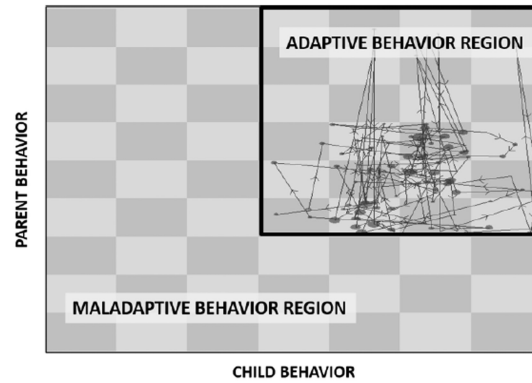 ADAPTIVE BEHAVIOR REGION
PARENT BEHAVIOR
MALADAPTIVE BEHAVIOR REGION
CHILD BEHAVIOR